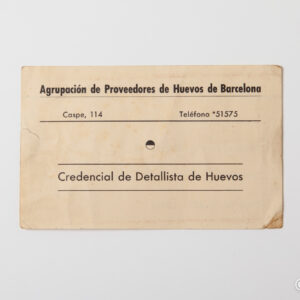 Agrupación de Proveedores de Huevos de Barcelona
Caspe, 114 Teléfono *51575
Credencial de Detallista de Huevos